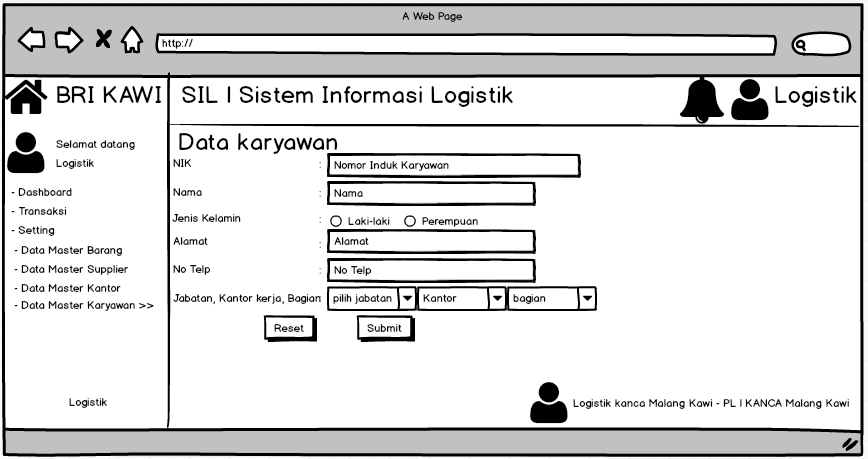 A Web Page
http://
BRI KAWI
SIL | Sistem Informasi Logistik
Logistik
Selamat datang
Logistik
- Dashboard
- Transaksi
- Setting
- Data Master Barang
- Data Master Supplier
- Data Master Kantor
- Data Master Karyawan >>
Logistik
Data karyawan
NIK : Nomor Induk Karyawan
Nama : Nama
Jenis Kelamin : Laki-laki Perempuan
Alamat : Alamat
No Telp : No Telp
Jabatan, Kantor kerja, Bagian: pilih jabatan Kantor bagian
Reset Submit
Logistik kanca Malang Kawi - PL | KANCA Malang Kawi